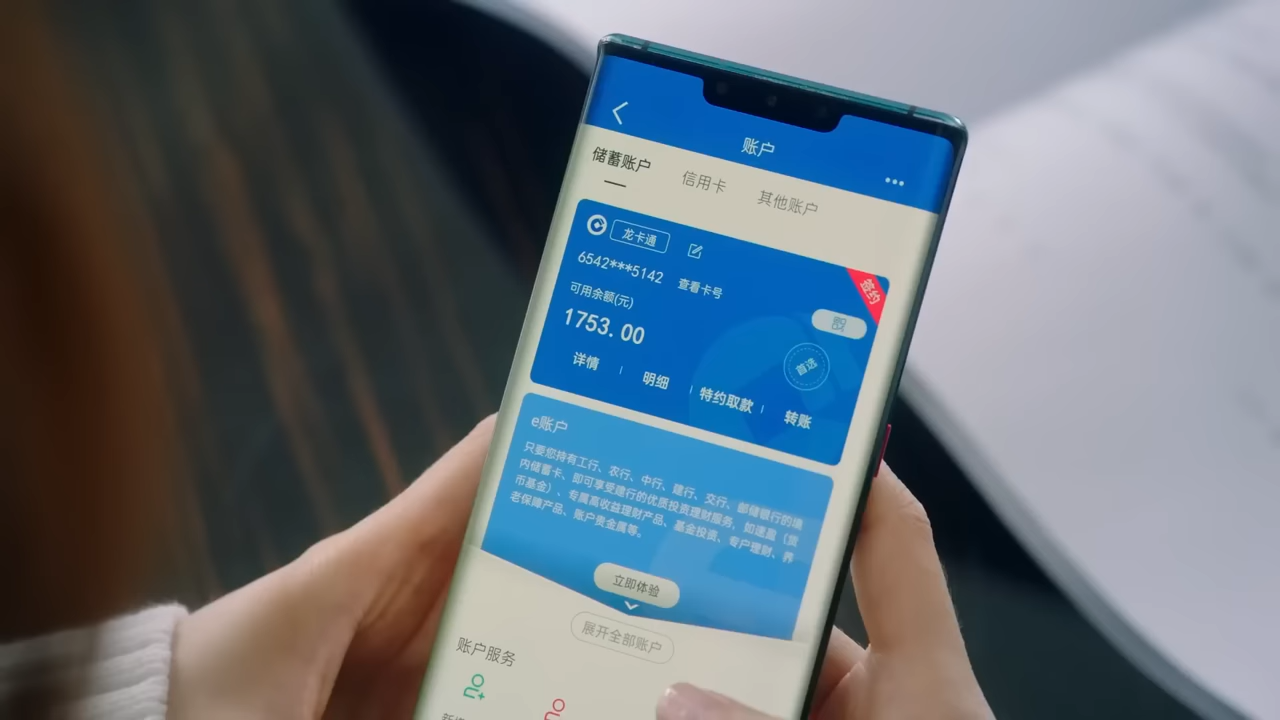 账户
储蓄账户 信用卡 其他账户
龙卡通
6542***5142 查看卡号
签约
可用余额(元)
1753.00
首选
详情 明细 特约取款 转账
e账户
只要您持有工行、农行、中行、建行、交行、邮储银行的境
内储蓄卡、即可享受建行的优质投资理财服务，如速盈（货
币基金）、专属高收益理财产品、基金投资、专户理财、养
老保障产品、账户贵金属等。
立即体验
展开全部账户
账户服务